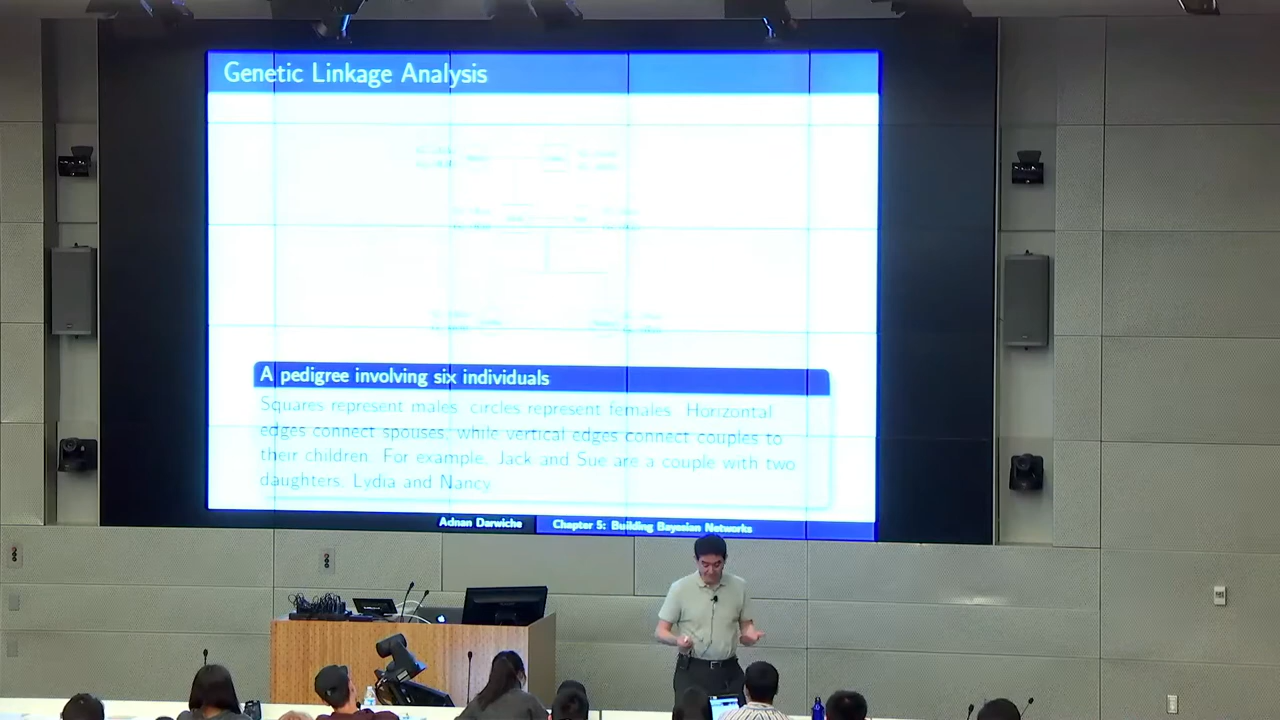 Genetic Linkage Analysis
A pedigree involving six individuals
Squares represent males, circles represent females. Horizontal
edges connect spouses, while vertical edges connect couples to
their children. For example, Jack and Sue are a couple with two
daughters, Lydia and Nancy.
Adnan Darwiche
Chapter 5: Building Bayesian Networks